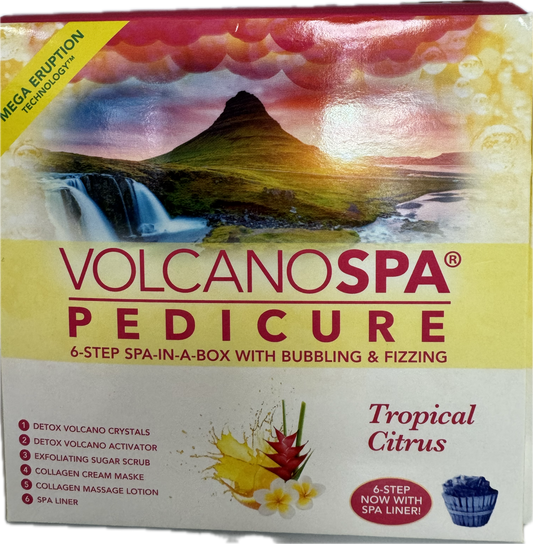 MEGA ERUPTION
TECHNOLOGY™
VOLCANOSPA®
PEDICURE
6-STEP SPA-IN-A-BOX WITH BUBBLING & FIZZING
1 DETOX VOLCANO CRYSTALS
2 DETOX VOLCANO ACTIVATOR
3 EXFOLIATING SUGAR SCRUB
4 COLLAGEN CREAM MASKE
5 COLLAGEN MASSAGE LOTION
6 SPA LINER
Tropical
Citrus
6-STEP
NOW WITH
SPA LINER!